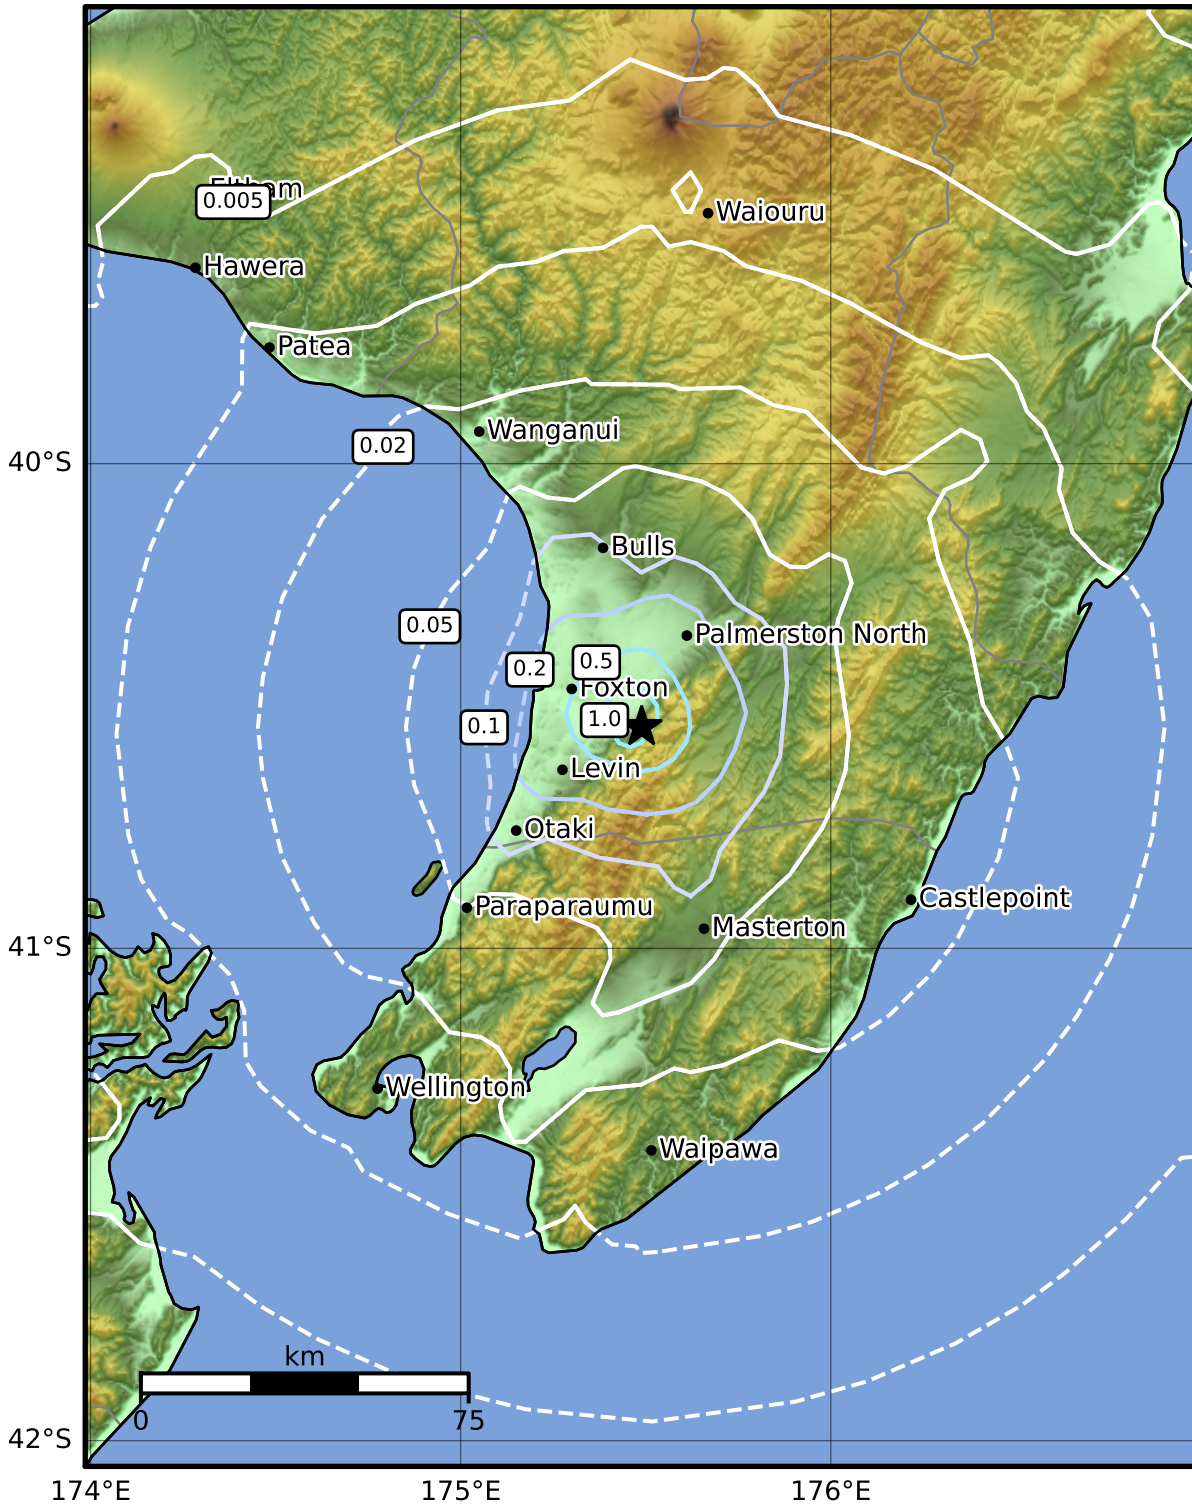 Eltham
0.005
Waiouru
Hawera
Patea
Wanganui
0.02
40°S
Bulls
0.05
Palmerston North
0.5
0.2
Foxton
1.0
0.1
Levin
Otaki
Castlepoint
Paraparaumu
Masterton
41°S
Wellington
Waipawa
km
0
75
42°S
174°E
175°E
176°E